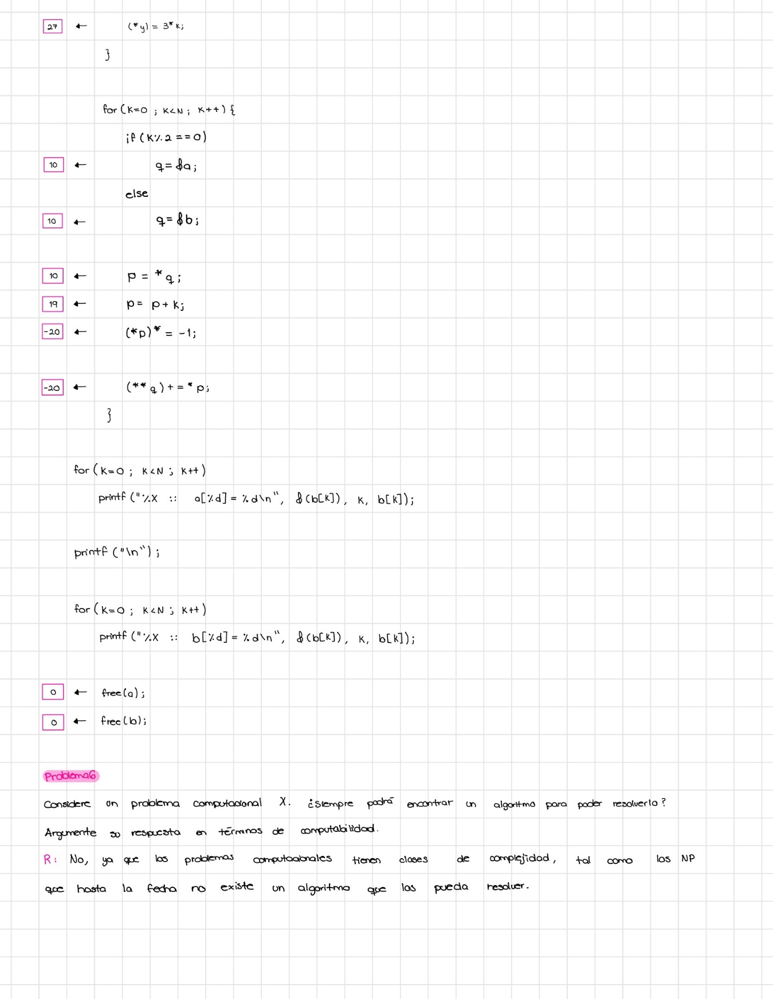 27 ← (*y) = 3*k;
}
for (k=0 ; k<N ; k++) {
if (k%2 == 0)
10 ← q = &a;
else
10 ← q = &b;
10 ← p = *q;
19 ← p = p + k;
-20 ← (*p)* = -1;
-20 ← (**q) + = *p;
}
for (k=0 ; k<N ; k++)
printf ("%X :: a[%d] = %d\n", &(b[k]), k, b[k]);
printf ("\n") ;
for (k=0 ; k<N ; k++)
printf ("%X :: b[%d] = %d\n", &(b[k]), k, b[k]);
0 ← free(a);
0 ← free(b);
Problema6
Considere un problema computacional X. ¿Siempre podrá encontrar un algoritmo para poder resolverlo?
Argumente su respuesta en términos de computabilidad.
R: No, ya que los problemas computacionales tienen clases de complejidad, tal como los NP
que hasta la fecha no existe un algoritmo que los pueda resolver.